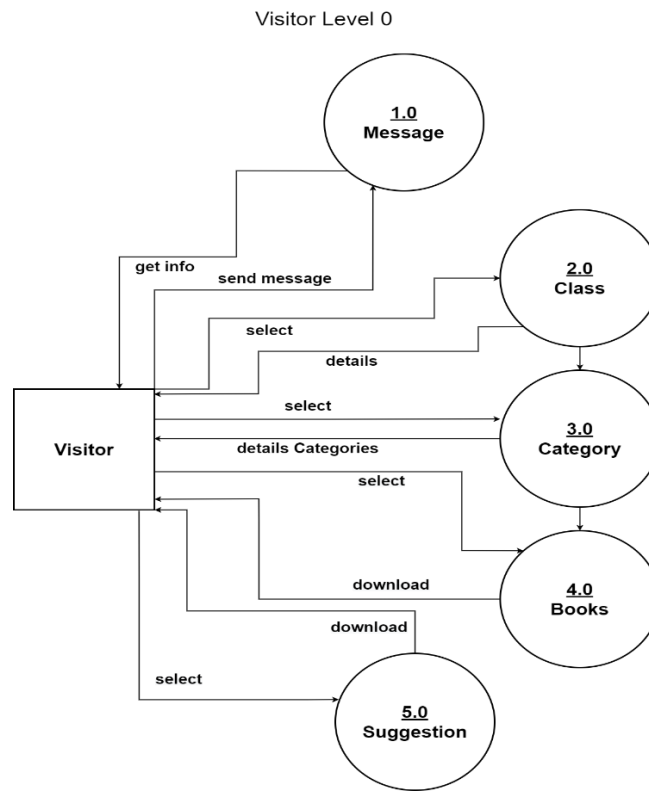 Visitor Level 0
1.0
Message
get info
send message
2.0
Class
select
details
select
Visitor
3.0
Category
details Categories
select
download
4.0
Books
download
select
5.0
Suggestion